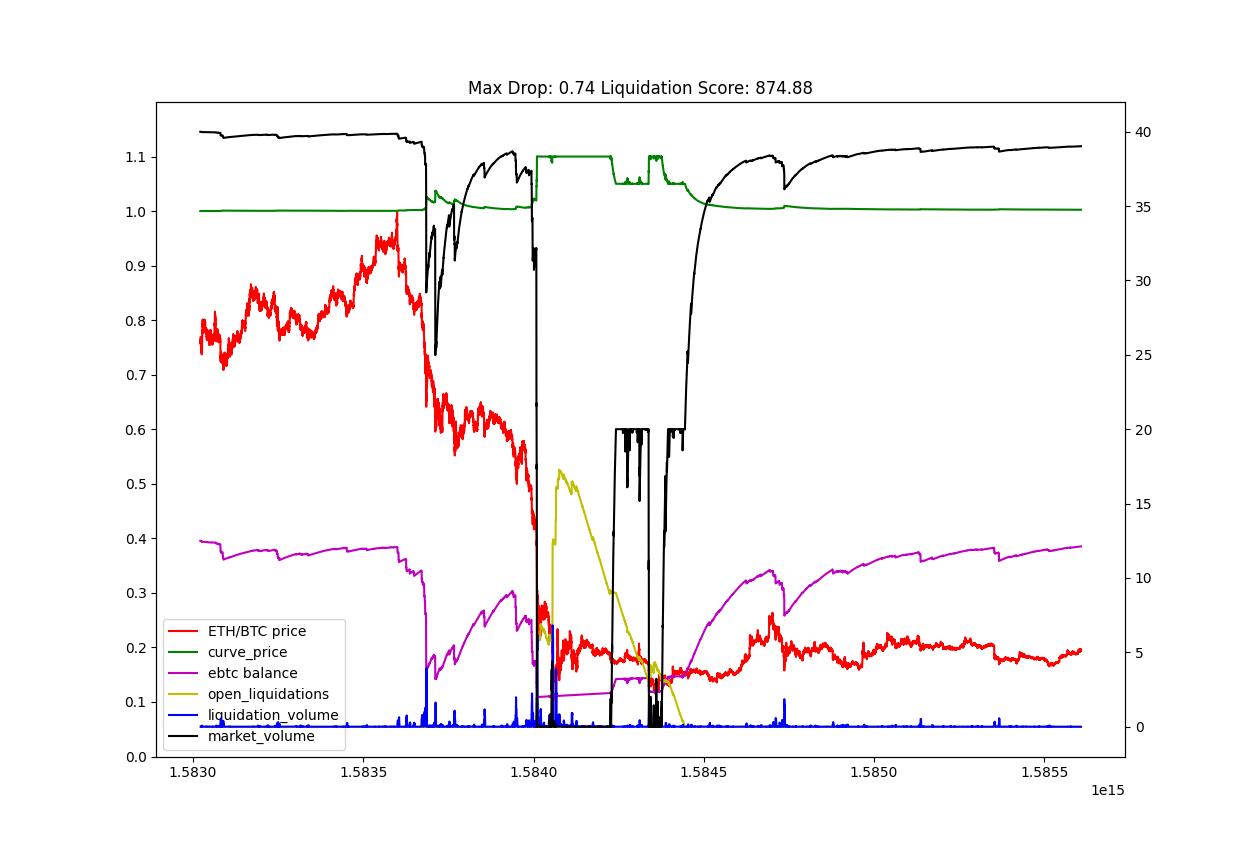 Max Drop: 0.74 Liquidation Score: 874.88
1.1
1.0
0.9
0.8
0.7
0.6
0.5
0.4
0.3
0.2
0.1
0.0
40
35
30
25
20
15
10
5
0
ETH/BTC price
curve_price
ebtc balance
open_liquidations
liquidation_volume
market_volume
1.5830 1.5835 1.5840 1.5845 1.5850 1.5855
1e15